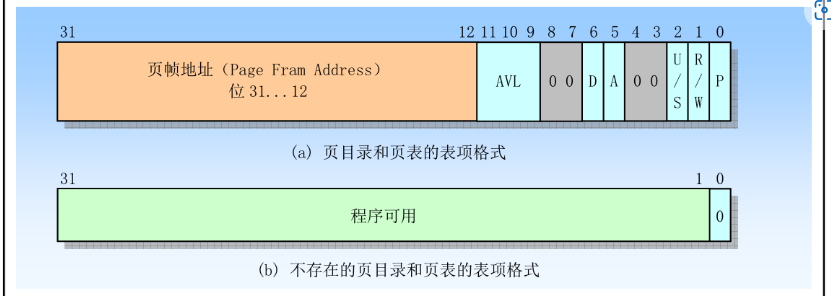 31 12 11 10 9 8 7 6 5 4 3 2 1 0
页帧地址（Page Fram Address）
位 31...12
AVL 0 0 D A 0 0 U/S R/W P
(a) 页目录和页表的表项格式
31 1 0
程序可用 0
(b) 不存在的页目录和页表的表项格式